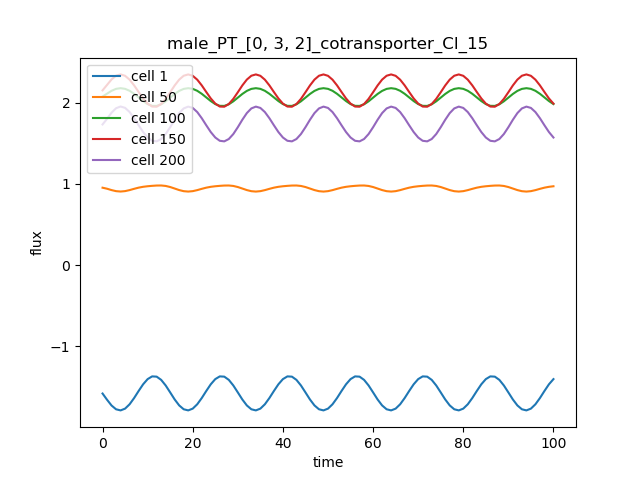 male_PT_[0, 3, 2]_cotransporter_Cl_15
cell 1
cell 50
cell 100
cell 150
cell 200
2
1
0
−1
flux
0 20 40 60 80 100
time